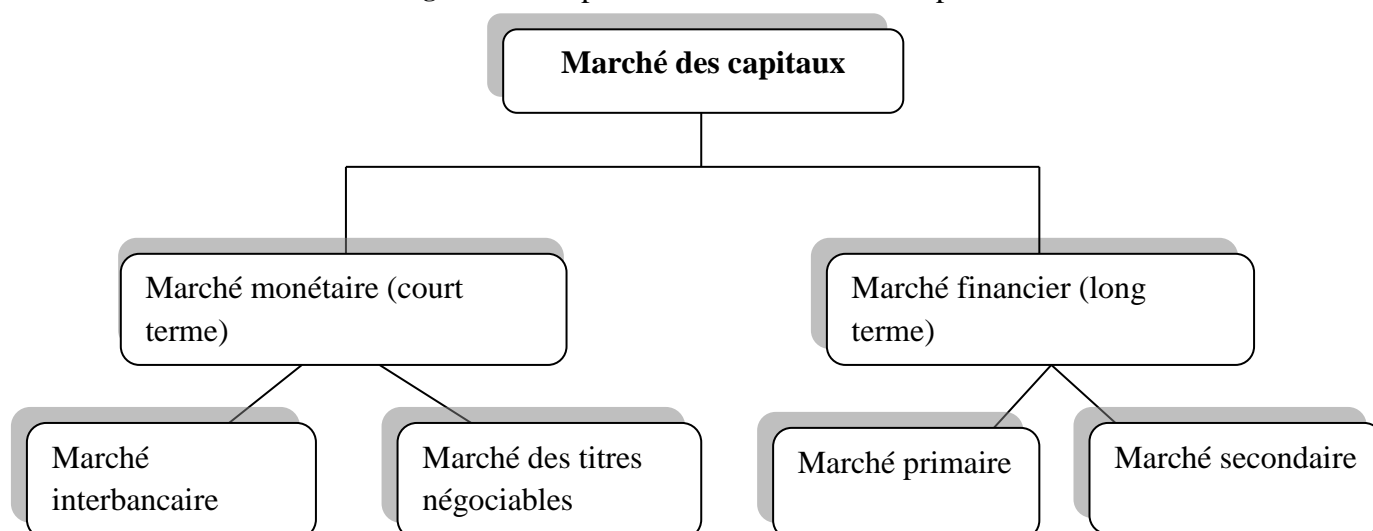 Marché des capitaux
Marché monétaire (court
terme)
Marché financier (long
terme)
Marché
interbancaire
Marché des titres
négociables
Marché primaire
Marché secondaire